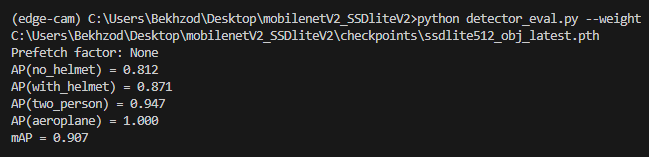 (edge-cam) C:\Users\Bekhzod\Desktop\mobilenetV2_SSDliteV2>python detector_eval.py --weight
C:\Users\Bekhzod\Desktop\mobilenetV2_SSDliteV2\checkpoints\ssdlite512_obj_latest.pth
Prefetch factor: None
AP(no_helmet) = 0.812
AP(with_helmet) = 0.871
AP(two_person) = 0.947
AP(aeroplane) = 1.000
mAP = 0.907